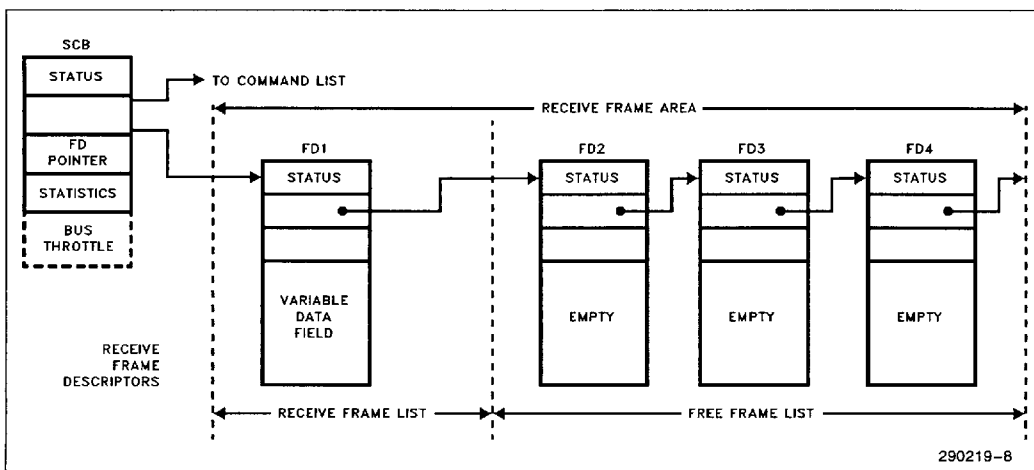 SCB
STATUS
TO COMMAND LIST
RECEIVE FRAME AREA
FD
POINTER
STATISTICS
BUS
THROTTLE
FD1
STATUS
VARIABLE
DATA
FIELD
FD2
STATUS
EMPTY
FD3
STATUS
EMPTY
FD4
STATUS
EMPTY
RECEIVE
FRAME
DESCRIPTORS
RECEIVE FRAME LIST
FREE FRAME LIST
290219-8